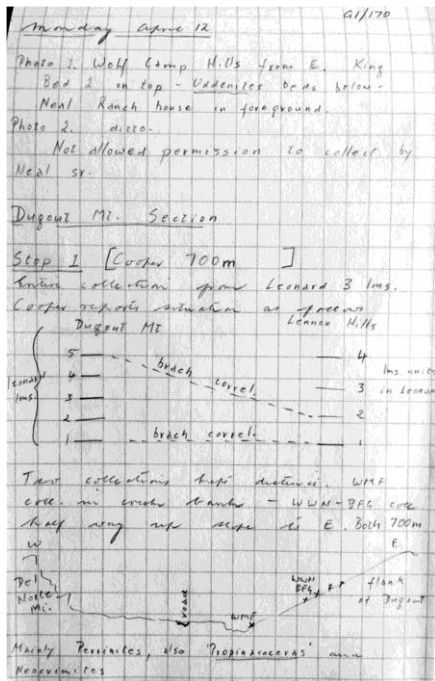 G1/170
Monday April 12
Photo 1. Wolf Camp Hills from E. King
Bed 2 on top - Uddenites beds below -
Neal Ranch house in foreground.
Photo 2. ditto.
Not allowed permission to collect by
Neal sr.
Dugout Mt. Section
Stop 1 [Cooper 700m ]
Entire collection from Leonard 3 lms.
Cooper reports situation as follows
Dugout Mt Lennox Hills
5 brach correl. 4
4 3 lms. units
3 in Leonard
Leonard lms.
2 2
1 brach correl. 1
Two collections kept distinct. WMF
coll. in creek bank - WWN-BFG coll
half way up slope to E. Both 700m
W E.
Del Norte Mt.
road
WMF
WWN
BFG
flank of Dugout
Mainly Perrinites, also "Propinacoceras" and
Neocrimites